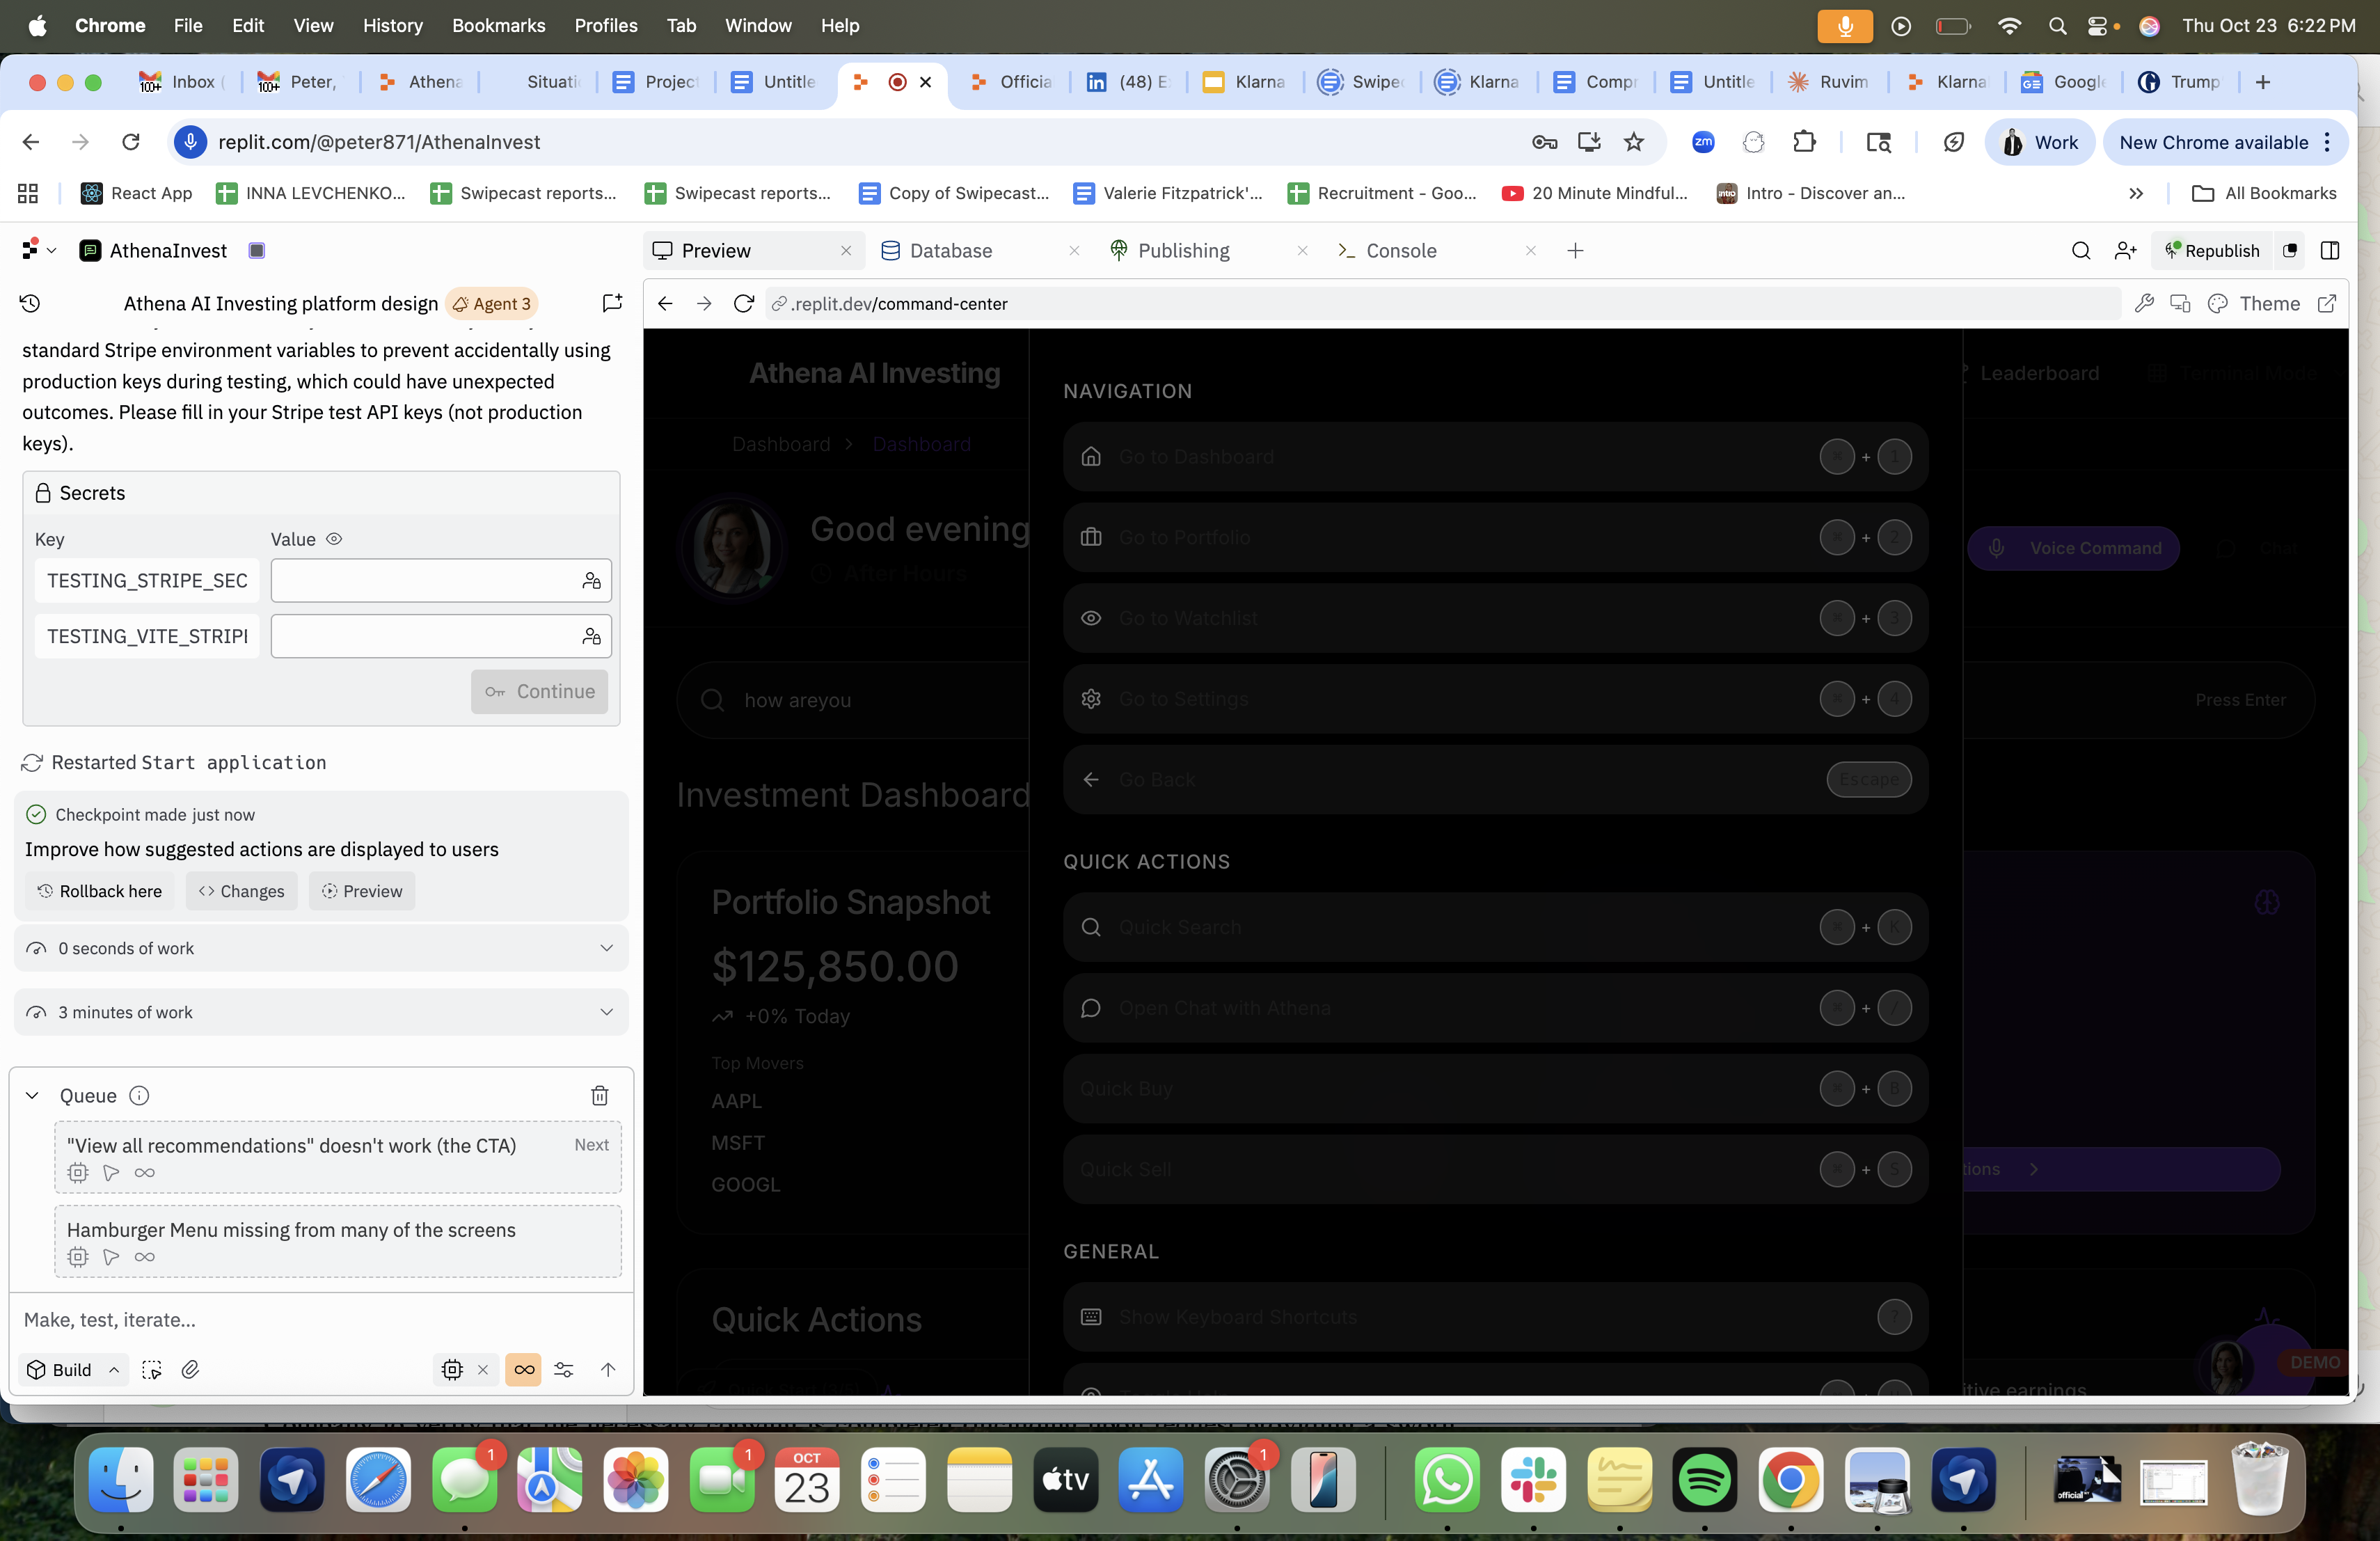 Chrome File Edit View History Bookmarks Profiles Tab Window Help
Thu Oct 23 6:22 PM
Inbox (
Peter,
Athena
Situati
Project
Untitle
Officia
(48) E
Klarna
Swipec
Klarna
Compr
Untitle
Ruvim
Klarna
Google
Trump
replit.com/@peter871/AthenaInvest
Work
New Chrome available
React App
INNA LEVCHENKO...
Swipecast reports...
Swipecast reports...
Copy of Swipecast...
Valerie Fitzpatrick'...
Recruitment - Goo...
20 Minute Mindful...
Intro - Discover an...
All Bookmarks
AthenaInvest
Preview
Database
Publishing
Console
Republish
Athena AI Investing platform design
Agent 3
.replit.dev/command-center
Theme
standard Stripe environment variables to prevent accidentally using
production keys during testing, which could have unexpected
outcomes. Please fill in your Stripe test API keys (not production
keys).
Secrets
Key Value
TESTING_STRIPE_SEC
TESTING_VITE_STRIPE
Continue
Restarted Start application
Checkpoint made just now
Improve how suggested actions are displayed to users
Rollback here
Changes
Preview
0 seconds of work
3 minutes of work
Queue
"View all recommendations" doesn't work (the CTA)
Next
Hamburger Menu missing from many of the screens
Make, test, iterate...
Build
Athena AI Investing
Leaderboard
Terminal Mode
Dashboard > Dashboard
Good evening
After Hours
Voice Command
how areyou
Press Enter
Investment Dashboard
Portfolio Snapshot
$125,850.00
+0% Today
Top Movers
AAPL
MSFT
GOOGL
Quick Actions
NAVIGATION
Go to Dashboard
⌘ + 1
Go to Portfolio
⌘ + 2
Go to Watchlist
⌘ + 3
Go to Settings
⌘ + 4
Go Back
Escape
QUICK ACTIONS
Quick Search
⌘ + K
Open Chat with Athena
⌘ + /
Quick Buy
⌘ + B
Quick Sell
⌘ + S
GENERAL
Show Keyboard Shortcuts
?
tions
DEMO
itive earnings
OCT
23
1
1
1
tv
official